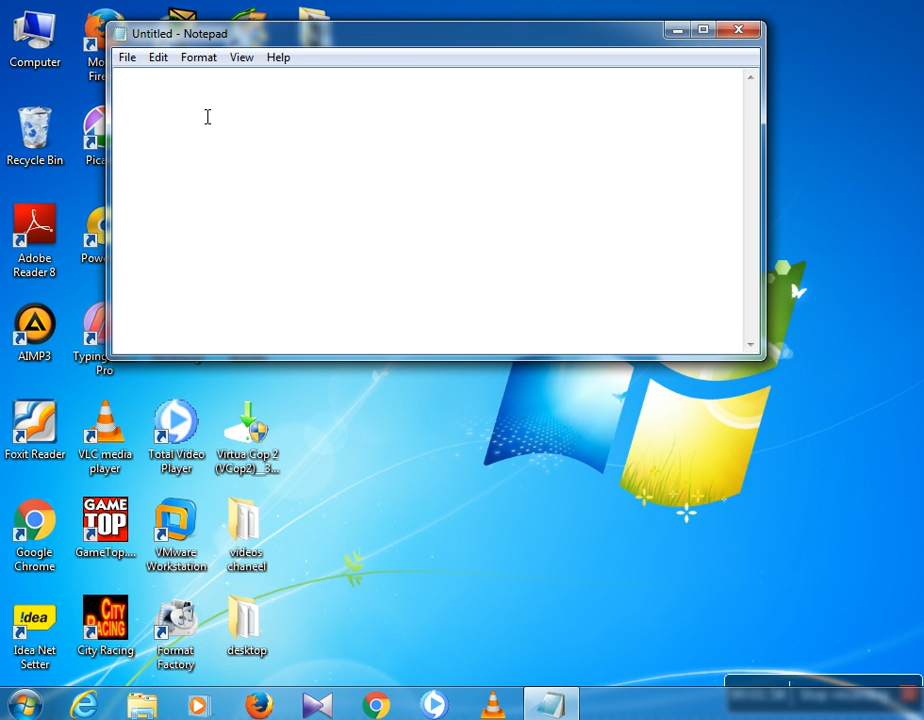 Untitled - Notepad
File Edit Format View Help
Computer
Recycle Bin
Adobe
Reader 8
AIMP3
Pro
Foxit Reader
VLC media
player
Total Video
Player
Virtua Cop 2
(VCop2)__3...
Google
Chrome
GAME
TOP
GameTop....
VMware
Workstation
videos
chaneel
!dea
Idea Net
Setter
CITY
RACING
City Racing
Format
Factory
desktop